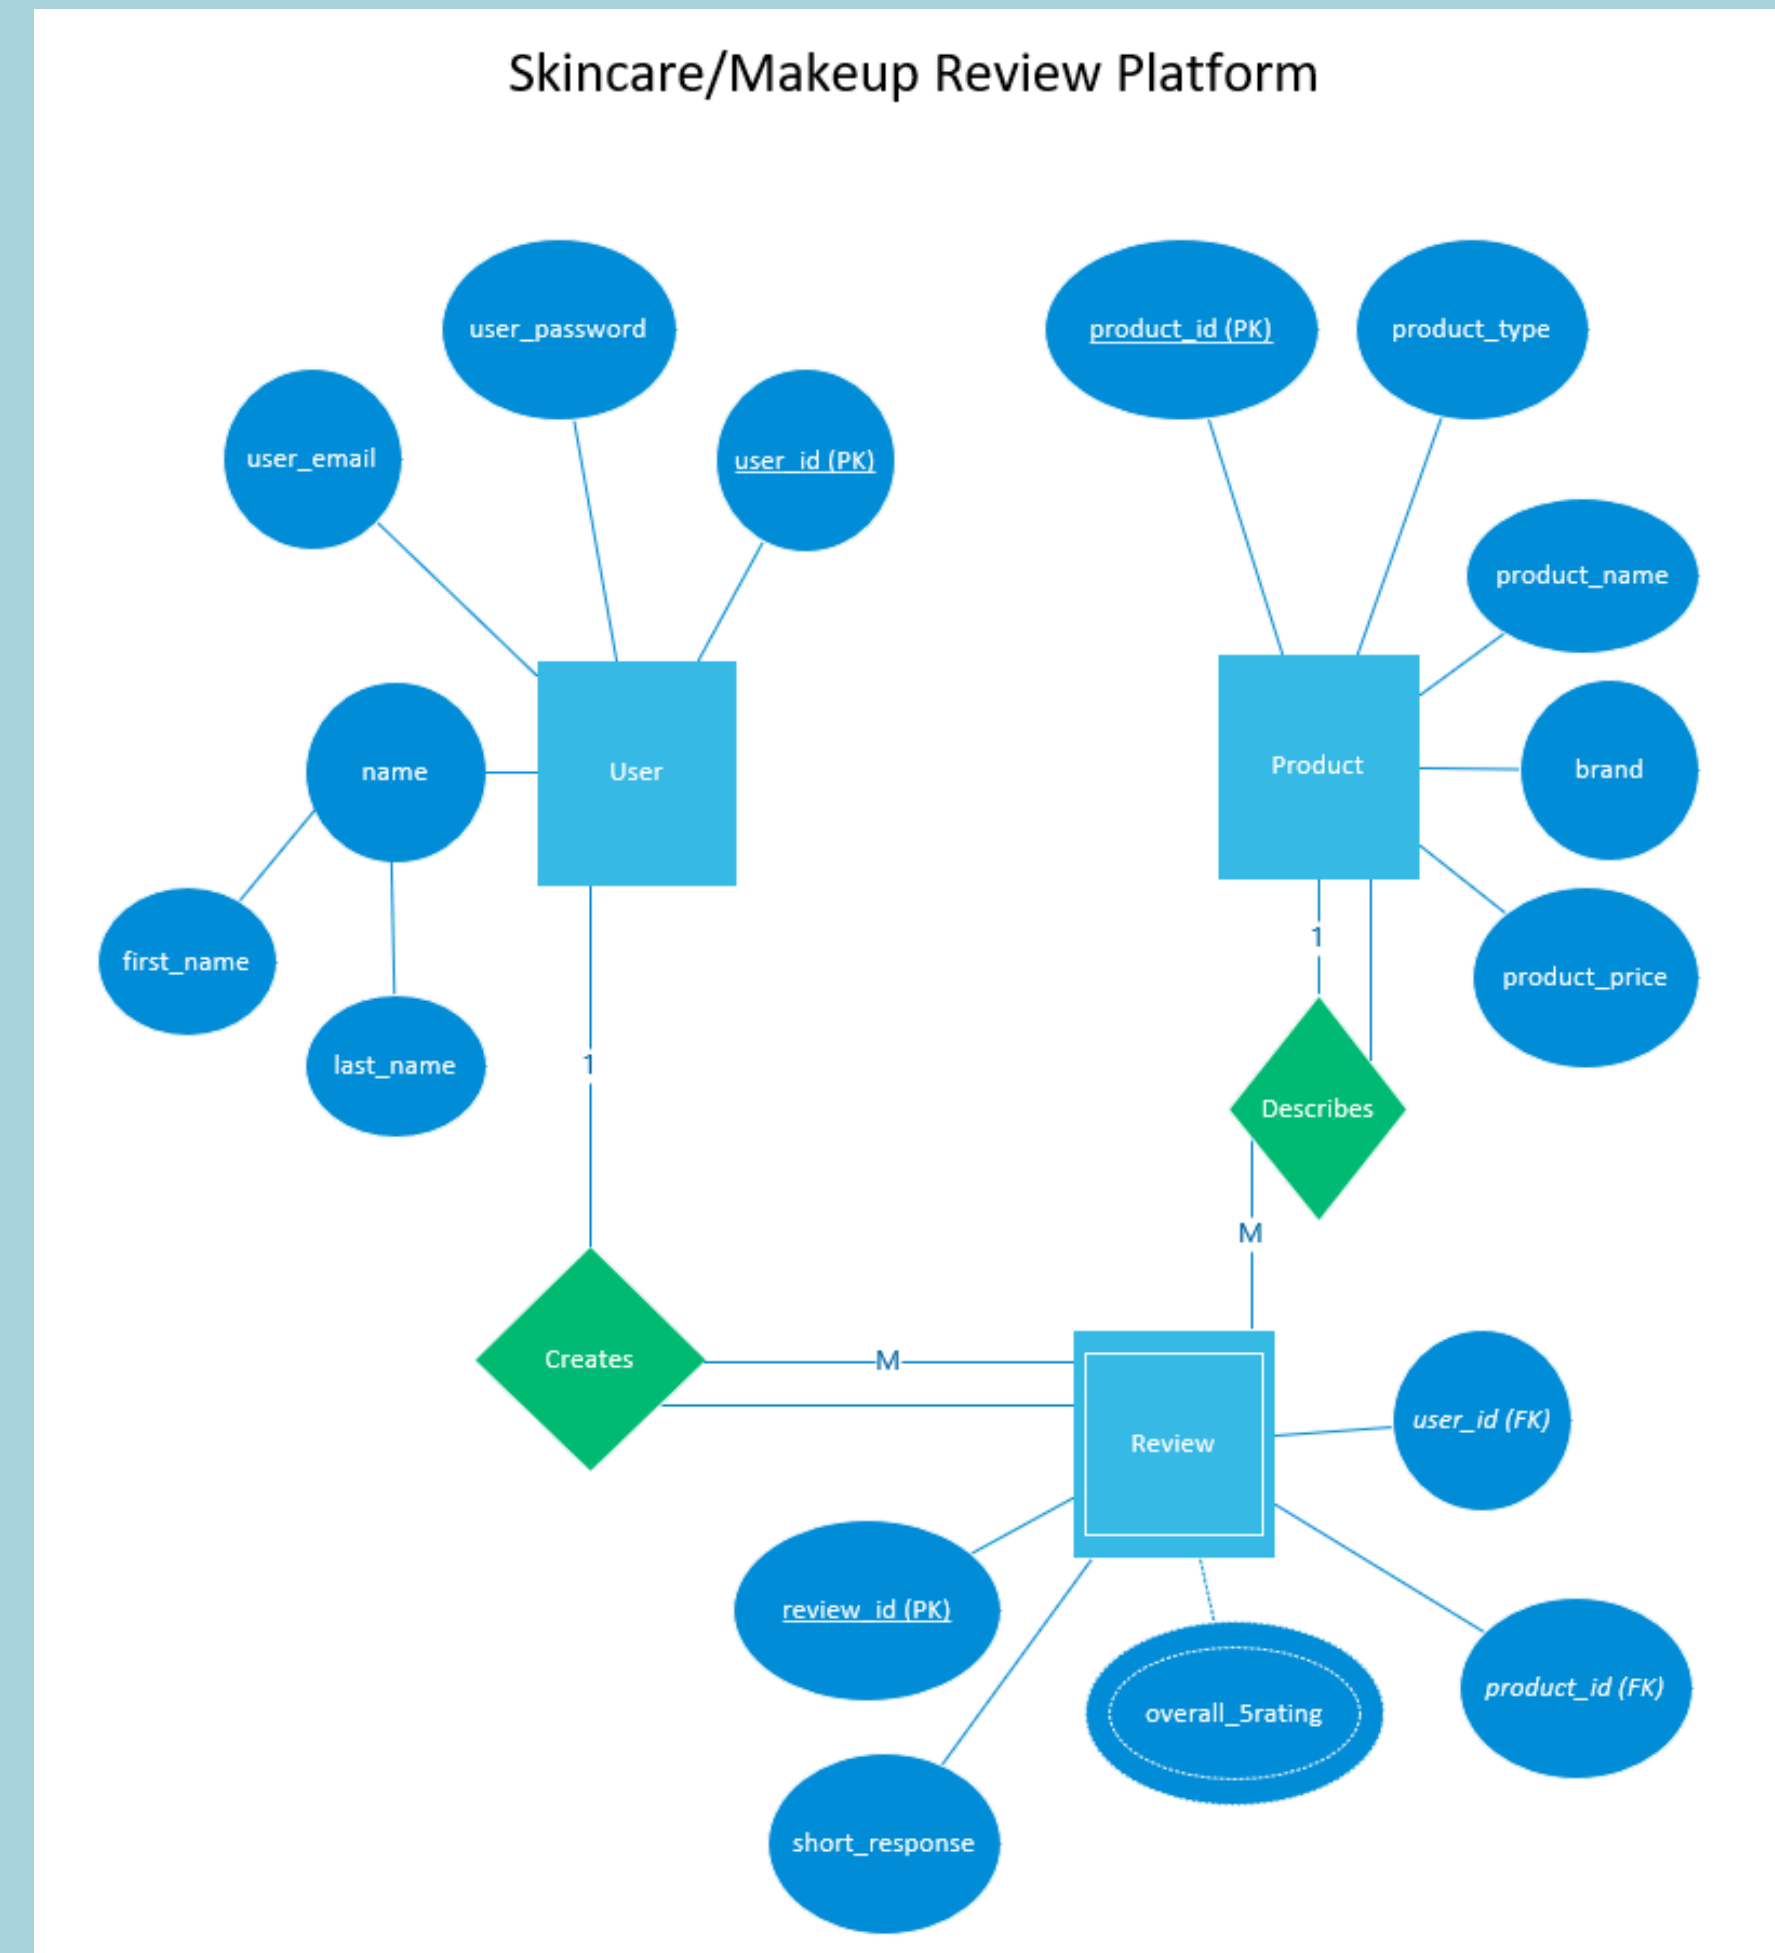 Skincare/Makeup Review Platform
user_password
product_id (PK)
product_type
user_email
user_id (PK)
product_name
name
User
Product
brand
first_name
1
product_price
last_name
1
Describes
M
Creates
M
Review
user_id (FK)
review_id (PK)
overall_5rating
product_id (FK)
short_response